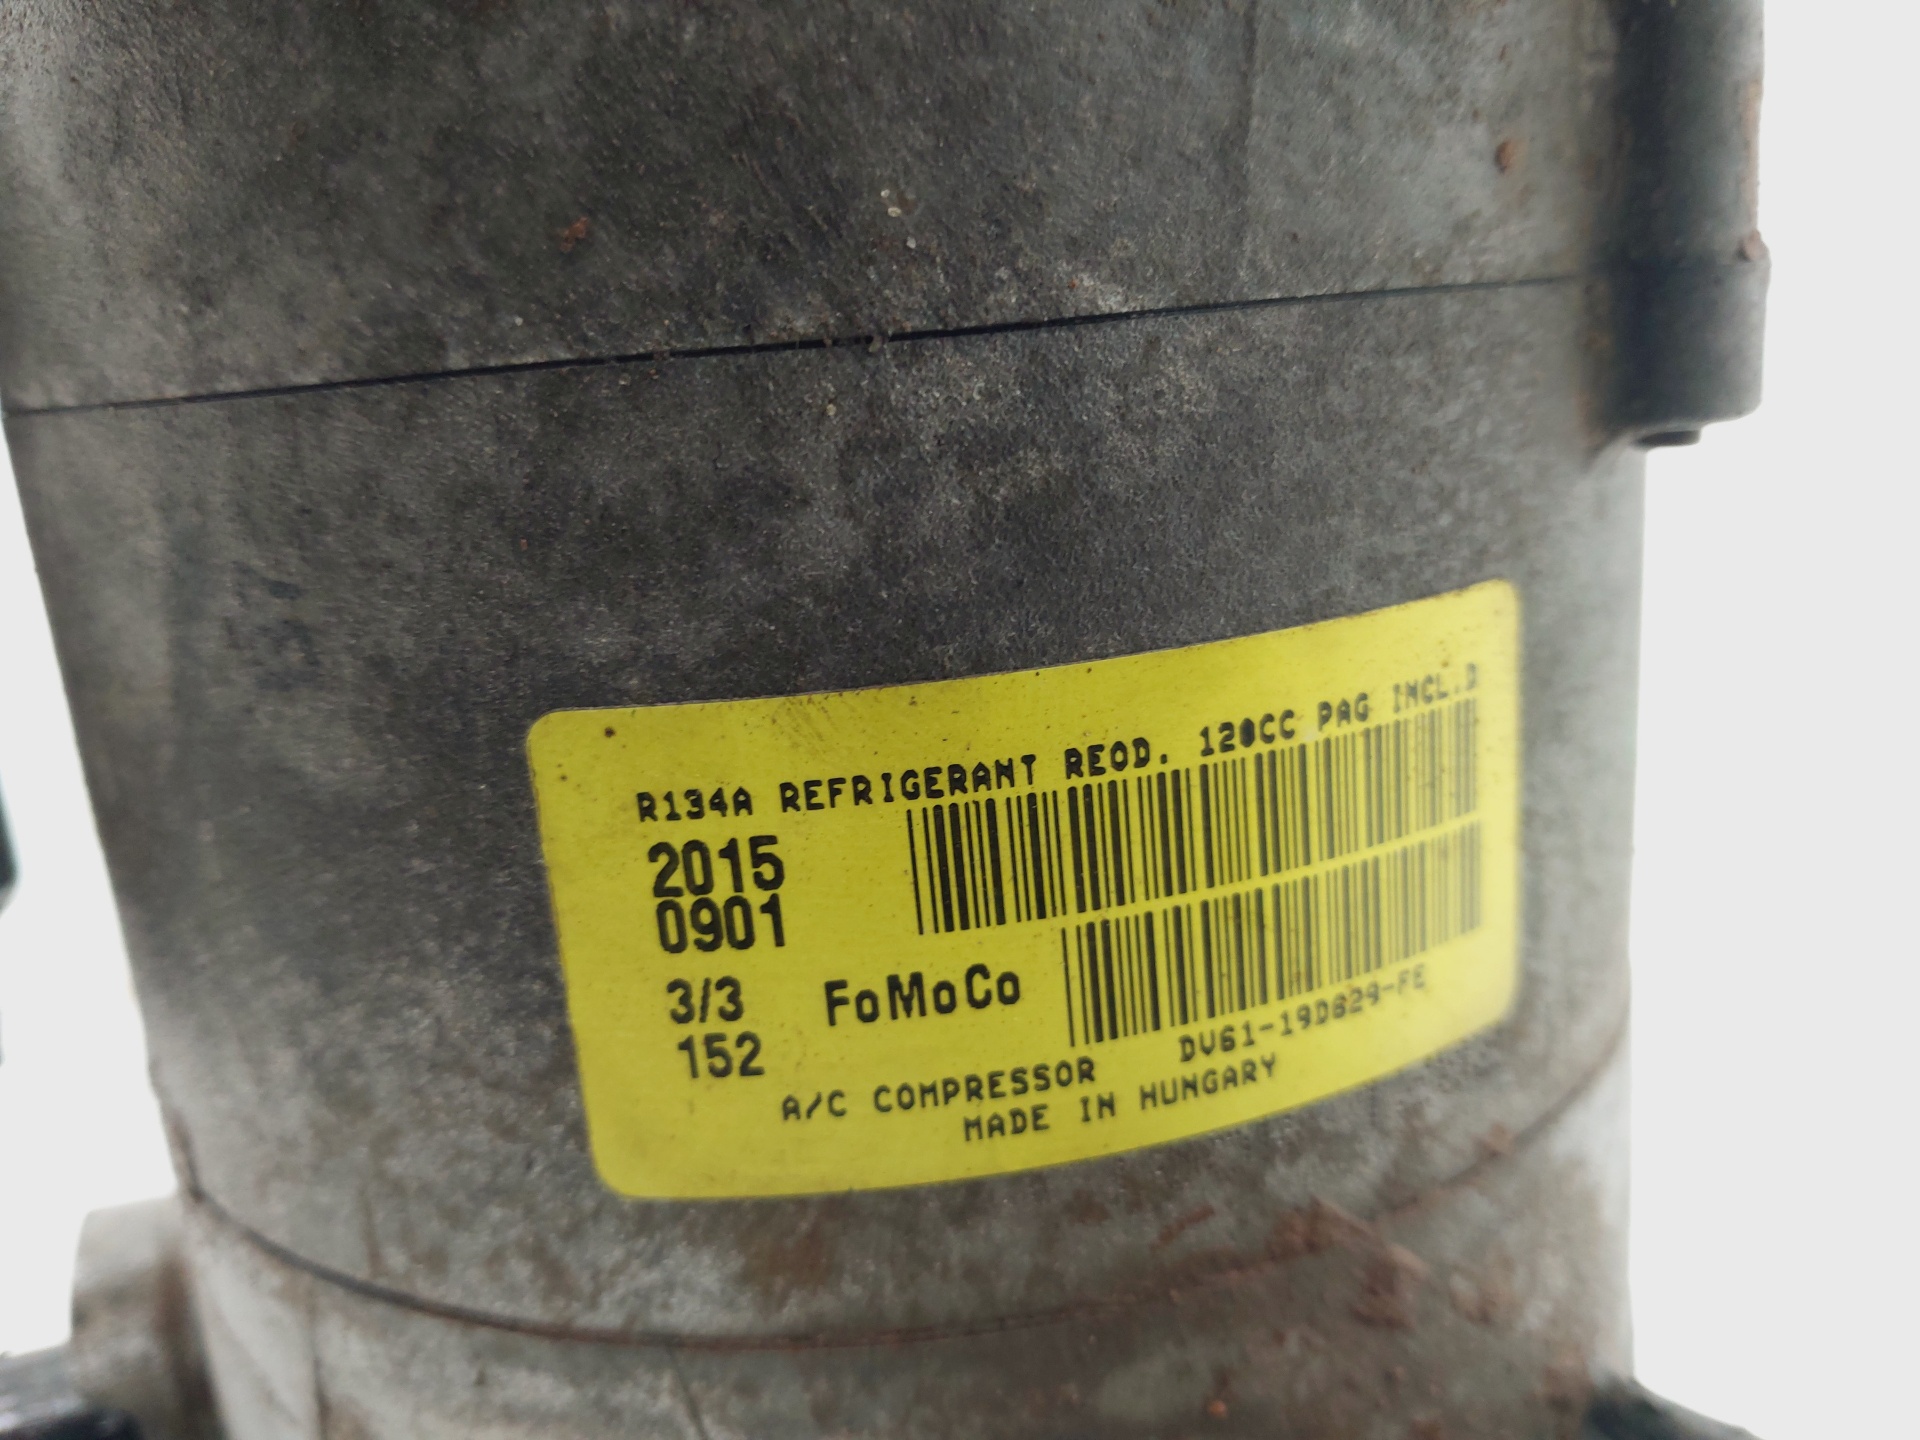 R134A REFRIGERANT REQD. 120CC PAG INCL.D
2015
0901
3/3 FoMoCo
152
DV61-19D629-FE
A/C COMPRESSOR
MADE IN HUNGARY